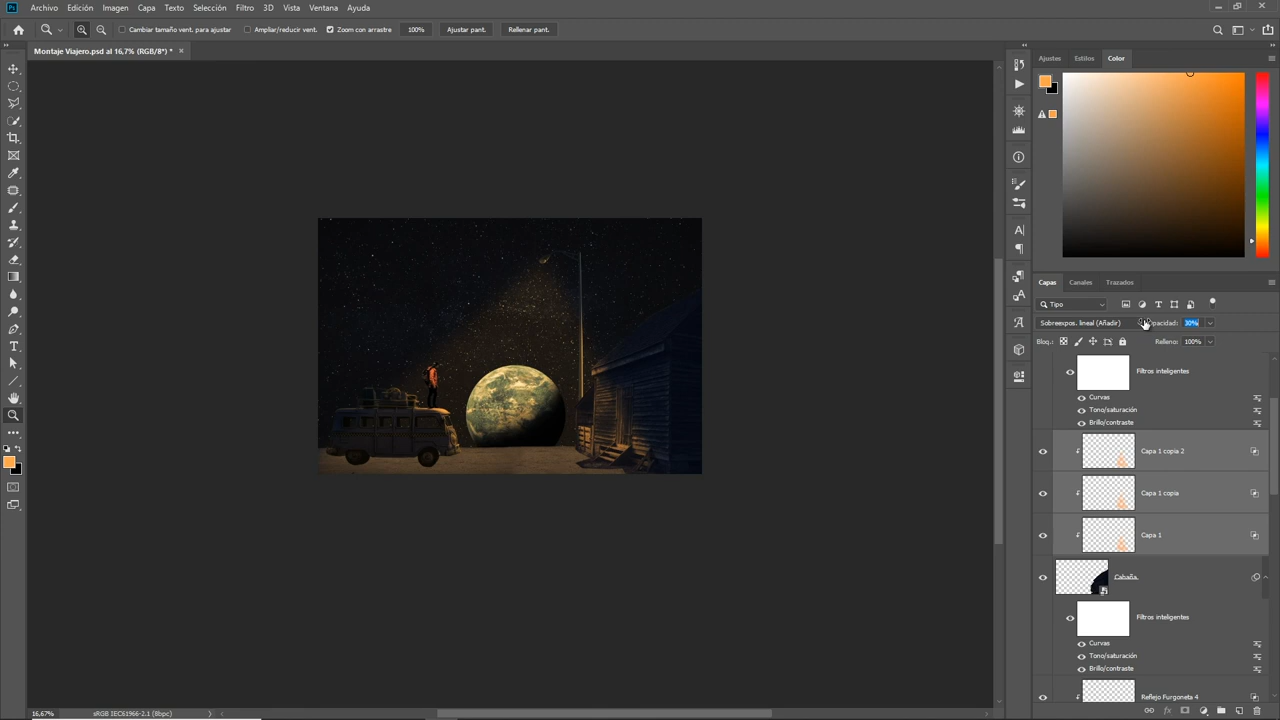 Ps Archivo Edición Imagen Capa Texto Selección Filtro 3D Vista Ventana Ayuda
Cambiar tamaño vent. para ajustar Ampliar/reducir vent. Zoom con arrastre 100% Ajustar pant. Rellenar pant.
Montaje Viajero.psd al 16,7% (RGB/8*) * ×
Ajustes Estilos Color
Capas Canales Trazados
Tipo
Sobreexpos. lineal (Añadir) pacidad: 30%
Bloq.: Relleno: 100%
Filtros inteligentes
Curvas
Tono/saturación
Brillo/contraste
Capa 1 copia 2
Capa 1 copia
Capa 1
Cabaña
Filtros inteligentes
Curvas
Tono/saturación
Brillo/contraste
Reflejo Furgoneta 4
16,67% sRGB IEC61966-2.1 (8bpc)